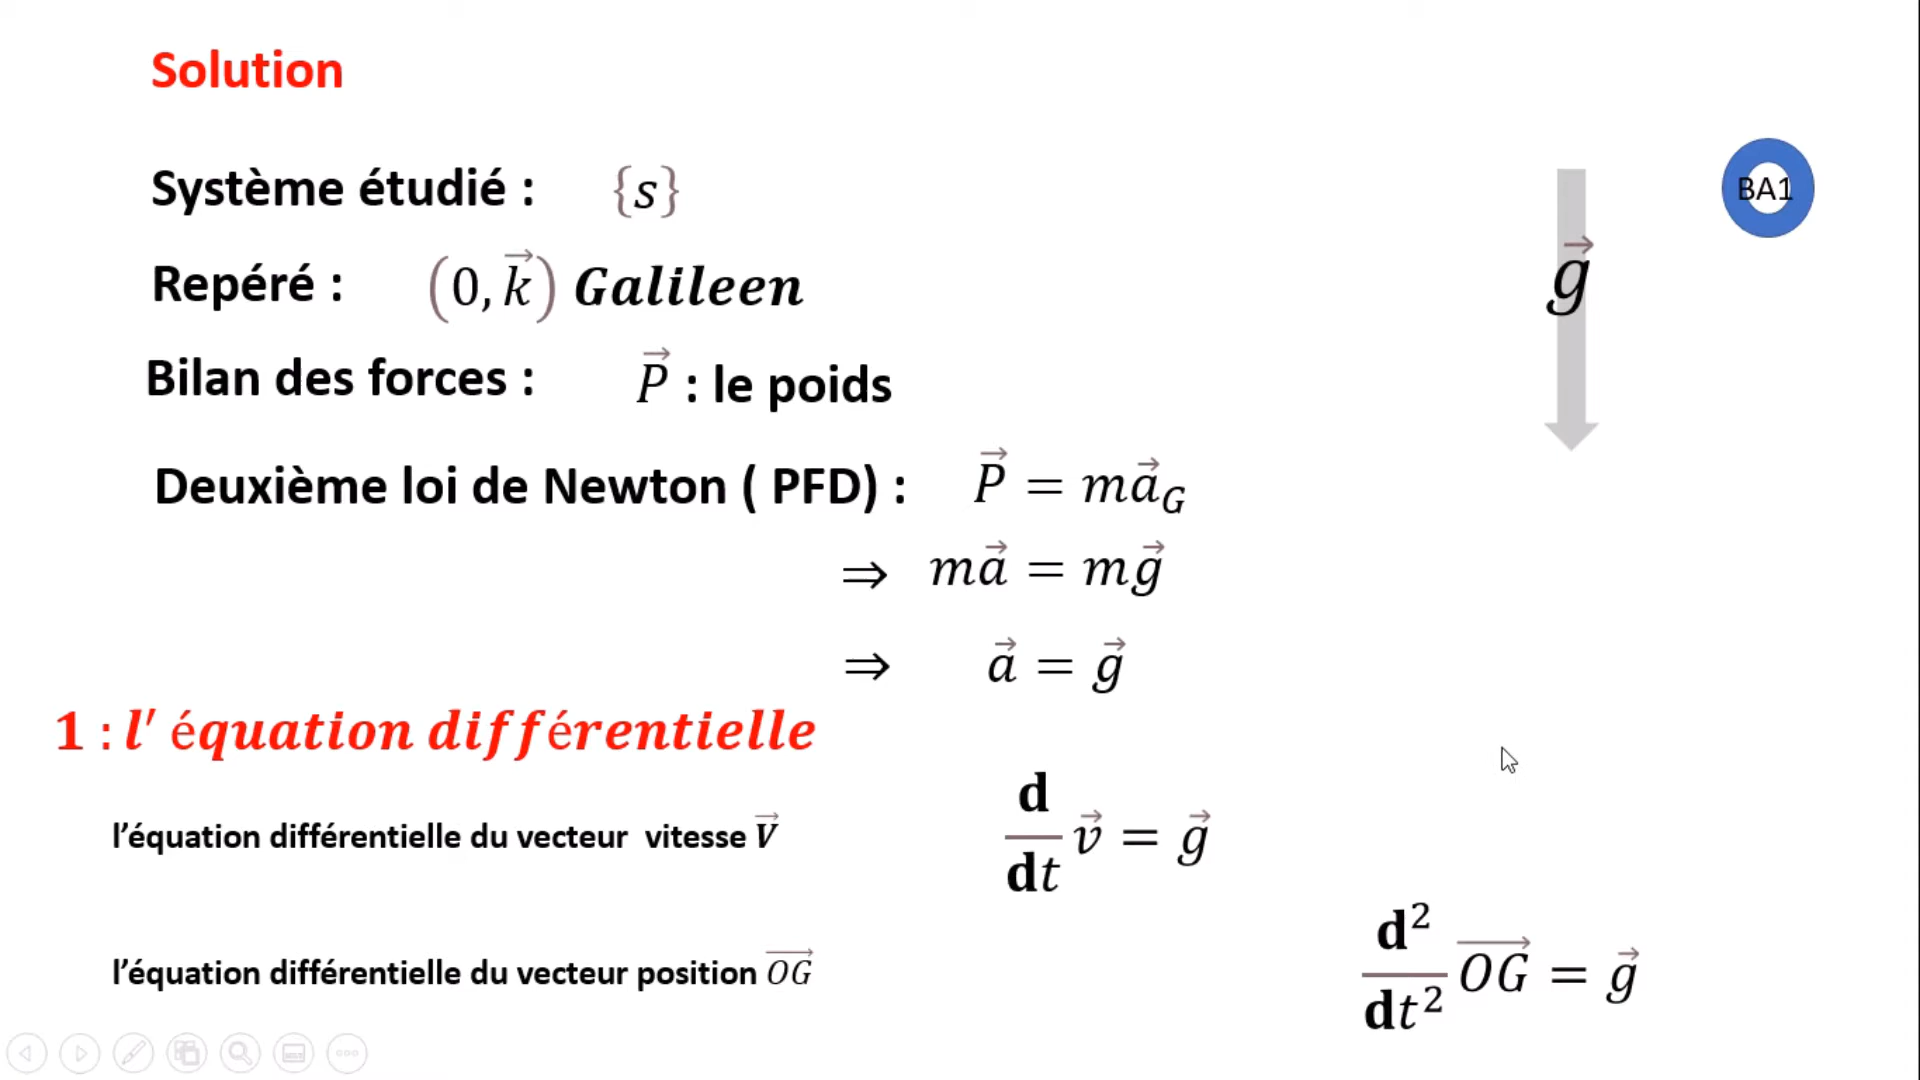 Solution
Système étudié : {s}
BA1
Repéré : (0, k⃗) Galileen
g⃗
Bilan des forces : P⃗ : le poids
Deuxième loi de Newton ( PFD) : P⃗ = ma⃗_G
⇒ ma⃗ = mg⃗
⇒ a⃗ = g⃗
1 : l' équation différentielle
l’équation différentielle du vecteur vitesse V⃗ d/dt v⃗ = g⃗
l’équation différentielle du vecteur position OG⃗ d²/dt² OG⃗ = g⃗